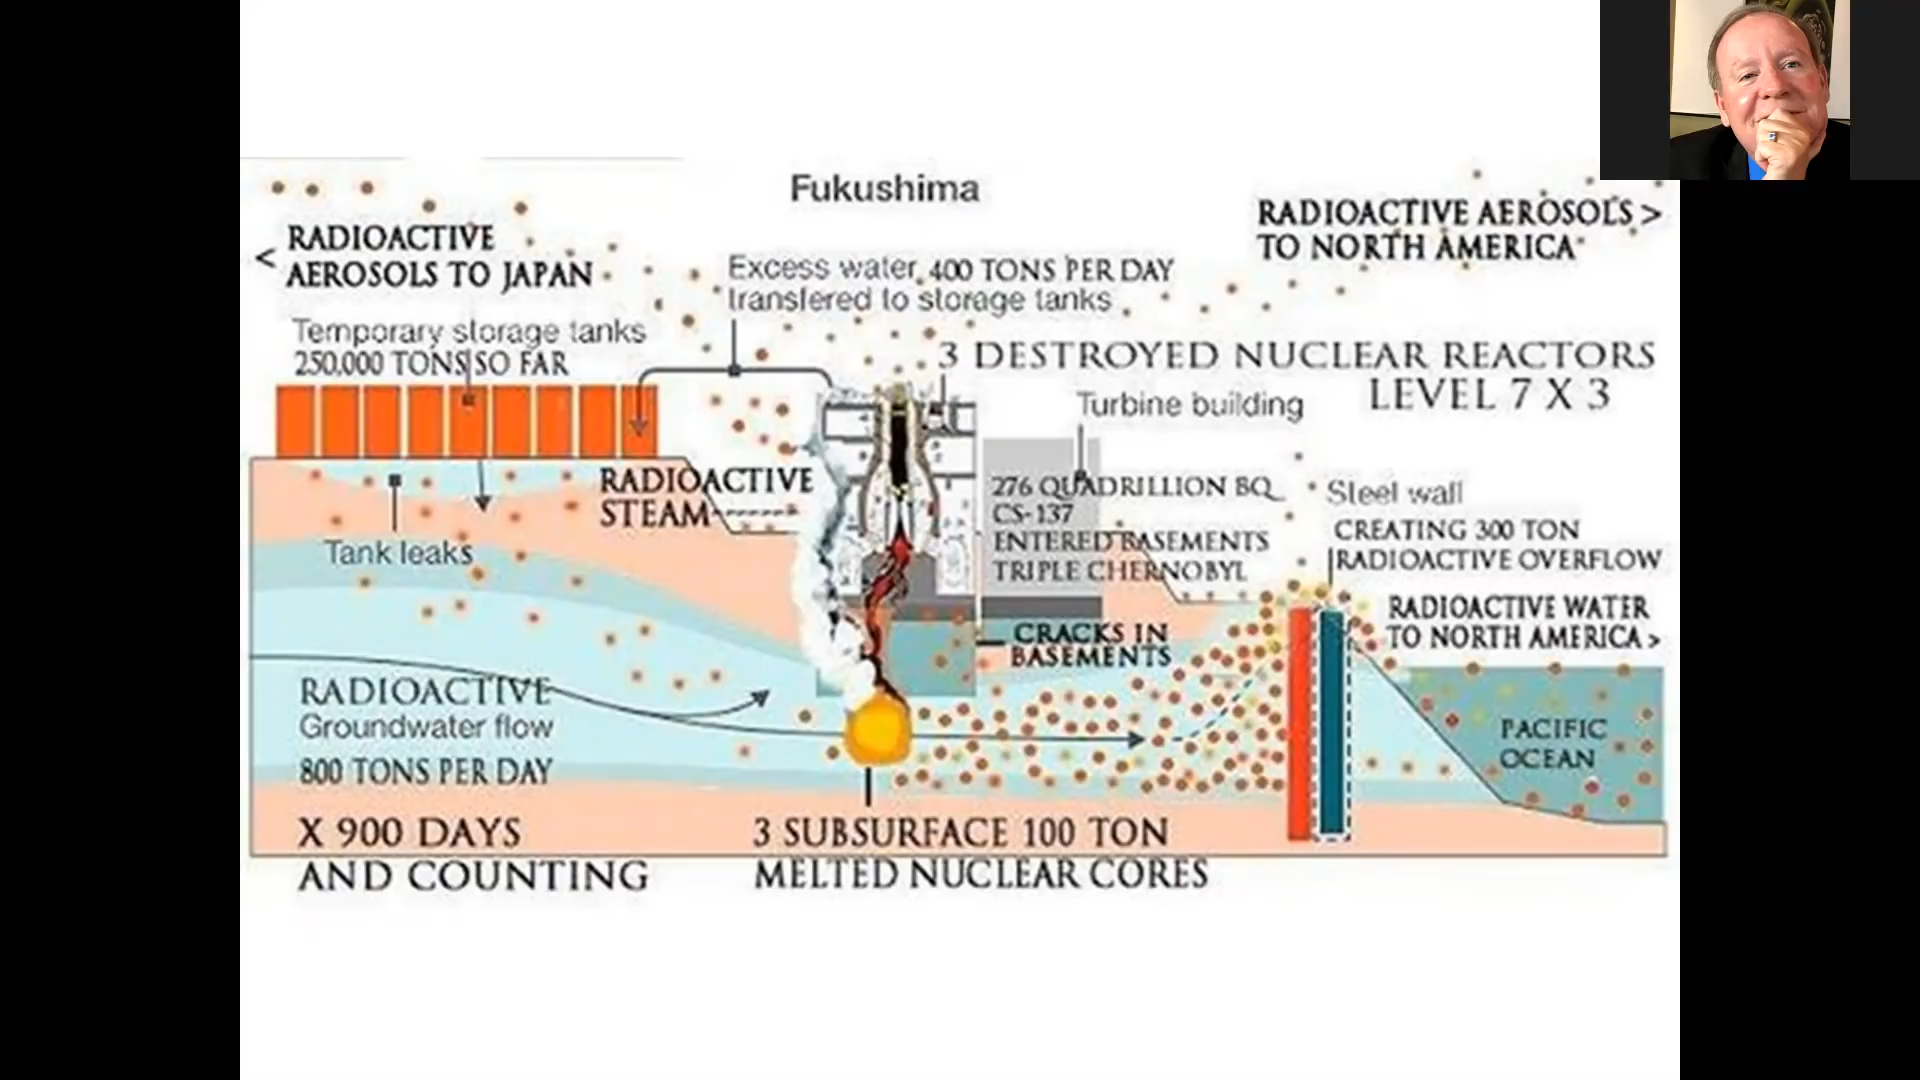 Fukushima
< RADIOACTIVE
AEROSOLS TO JAPAN
RADIOACTIVE AEROSOLS >
TO NORTH AMERICA
Excess water 400 TONS PER DAY
transfered to storage tanks
Temporary storage tanks
250,000 TONS SO FAR
3 DESTROYED NUCLEAR REACTORS
LEVEL 7 X 3
Turbine building
RADIOACTIVE
STEAM
276 QUADRILLION BQ
CS-137
ENTERED BASEMENTS
TRIPLE CHERNOBYL
Steel wall
CREATING 300 TON
RADIOACTIVE OVERFLOW
Tank leaks
RADIOACTIVE WATER
TO NORTH AMERICA >
CRACKS IN
BASEMENTS
RADIOACTIVE
Groundwater flow
800 TONS PER DAY
PACIFIC
OCEAN
X 900 DAYS
AND COUNTING
3 SUBSURFACE 100 TON
MELTED NUCLEAR CORES